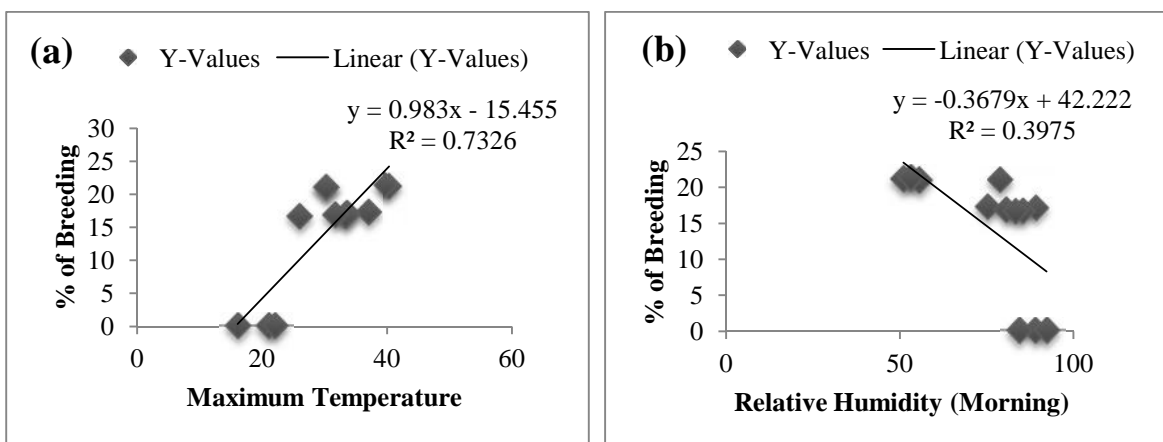 (a)
Y-Values
Linear (Y-Values)
y = 0.983x - 15.455
R² = 0.7326
30
25
20
15
10
5
0
% of Breeding
0
20
40
60
Maximum Temperature
(b)
Y-Values
Linear (Y-Values)
y = -0.3679x + 42.222
R² = 0.3975
25
20
15
10
5
0
% of Breeding
0
50
100
Relative Humidity (Morning)